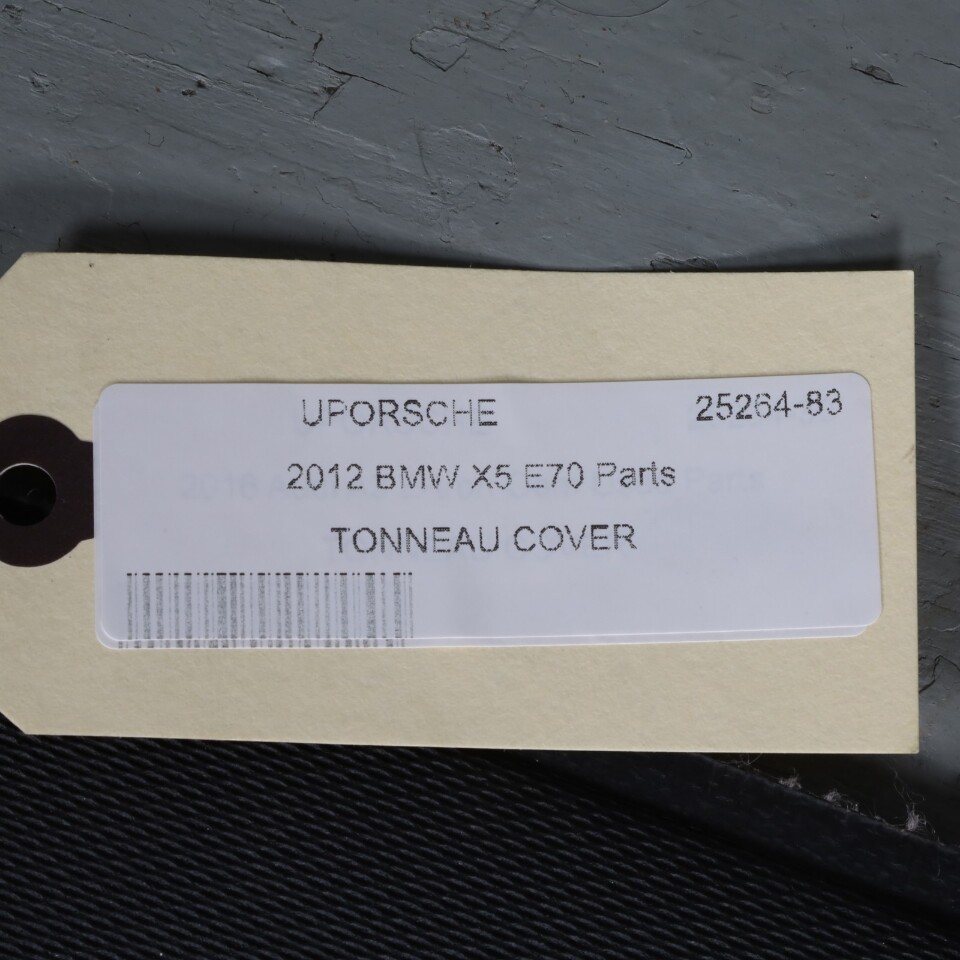 UPORSCHE 25264-83
2012 BMW X5 E70 Parts
TONNEAU COVER